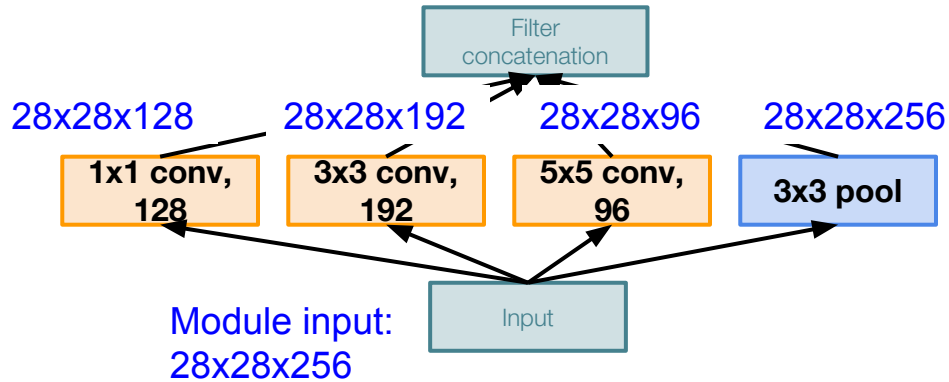 Filter
concatenation
28x28x128 28x28x192 28x28x96 28x28x256
1x1 conv,
128
3x3 conv,
192
5x5 conv,
96
3x3 pool
Input
Module input:
28x28x256